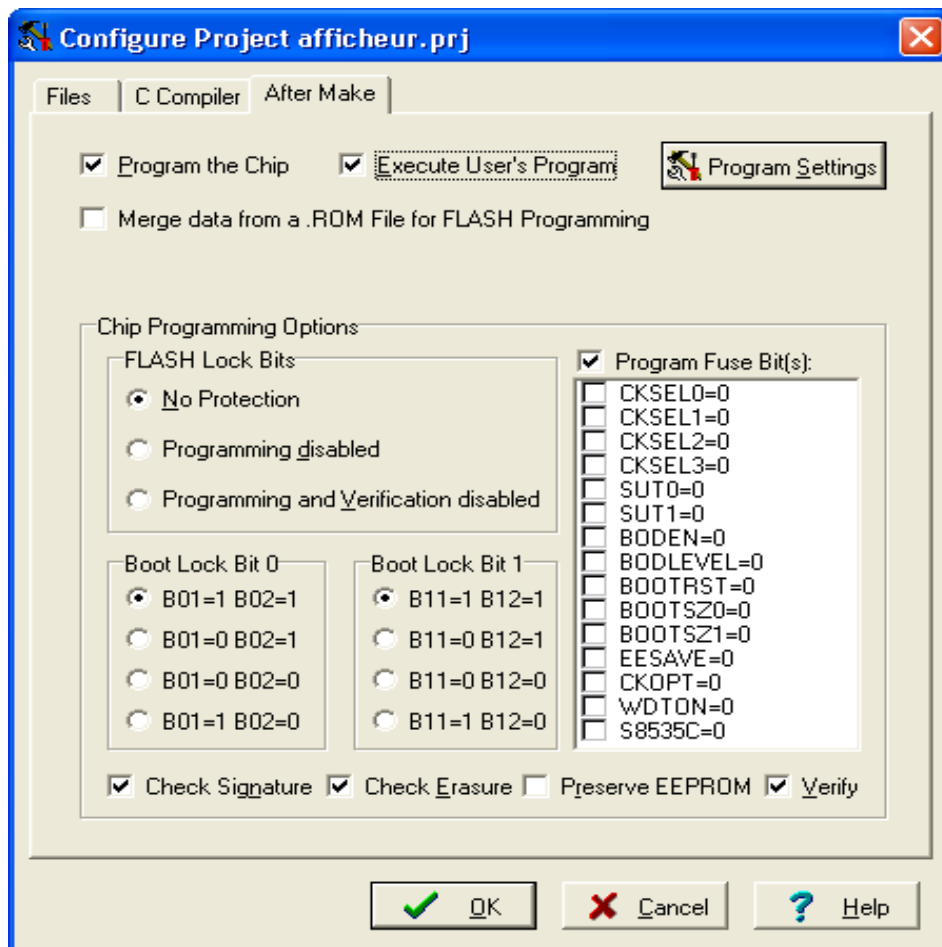 Configure Project afficheur.prj
Files C Compiler After Make
Program the Chip Execute User's Program Program Settings
Merge data from a .ROM File for FLASH Programming
Chip Programming Options
FLASH Lock Bits
No Protection
Programming disabled
Programming and Verification disabled
Boot Lock Bit 0
B01=1 B02=1
B01=0 B02=1
B01=0 B02=0
B01=1 B02=0
Boot Lock Bit 1
B11=1 B12=1
B11=0 B12=1
B11=0 B12=0
B11=1 B12=0
Program Fuse Bit(s):
CKSEL0=0
CKSEL1=0
CKSEL2=0
CKSEL3=0
SUT0=0
SUT1=0
BODEN=0
BODLEVEL=0
BOOTRST=0
BOOTSZ0=0
BOOTSZ1=0
EESAVE=0
CKOPT=0
WDTON=0
S8535C=0
Check Signature Check Erasure Preserve EEPROM Verify
OK Cancel Help